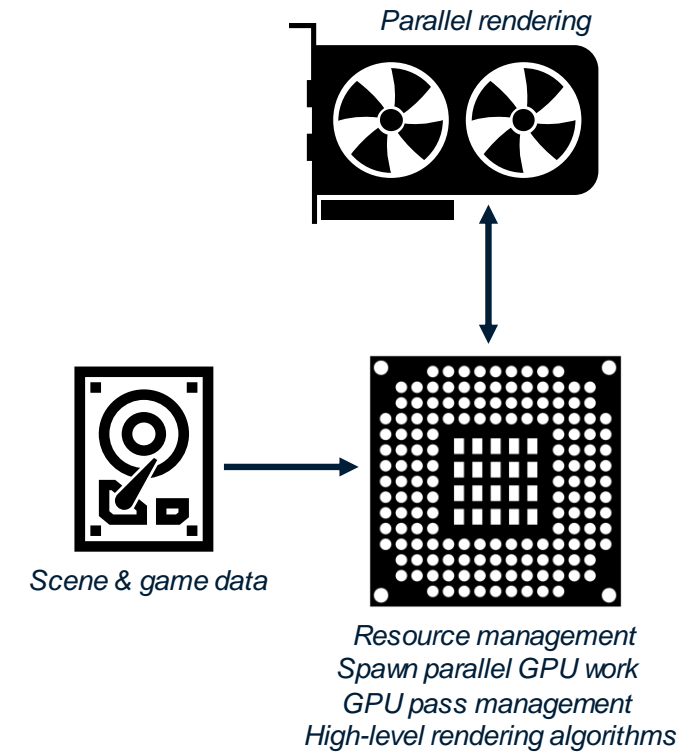 Parallel rendering
Scene & game data
Resource management
Spawn parallel GPU work
GPU pass management
High-level rendering algorithms